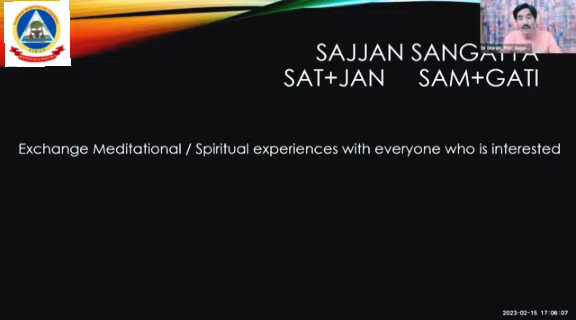 SAJJAN SANGATYA
SAT+JAN SAM+GATI
Exchange Meditational / Spiritual experiences with everyone who is interested
2023-02-15 17:06:07